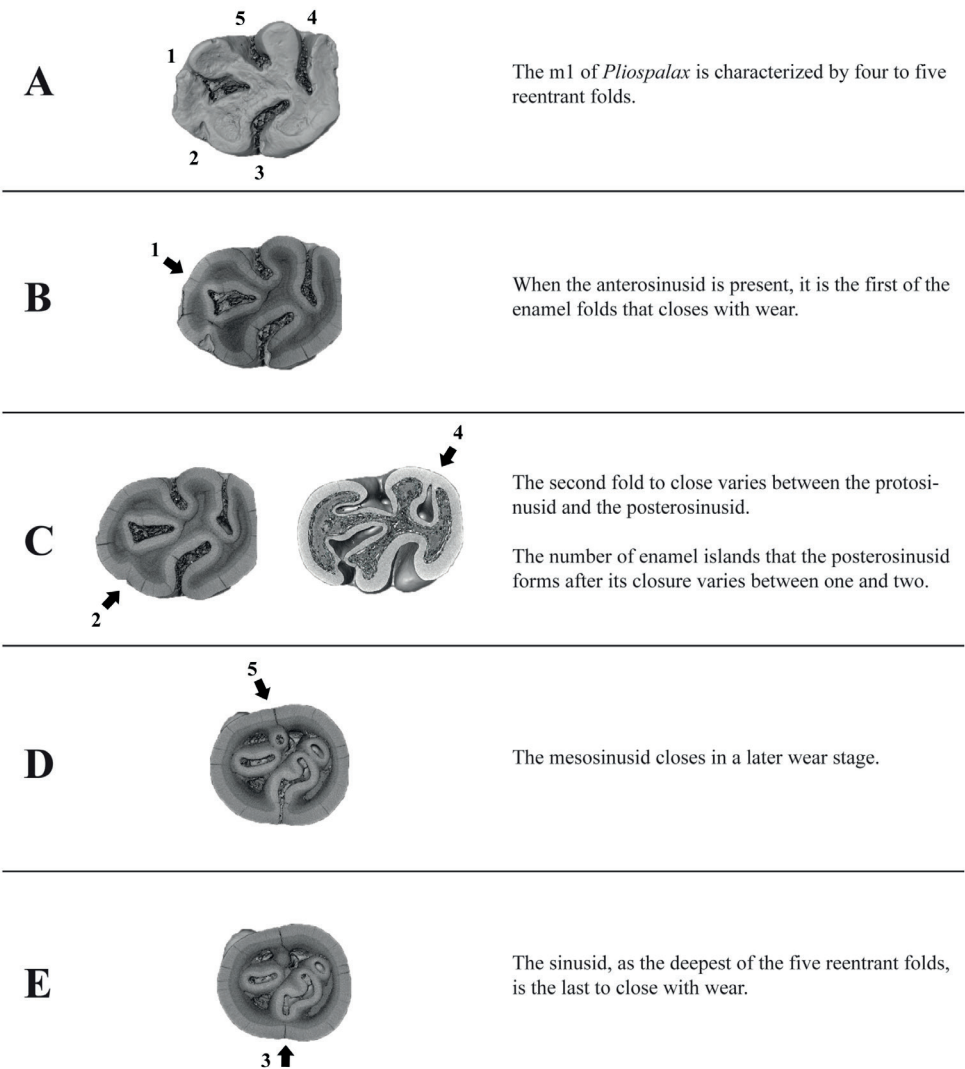 5
4
1
A
The m1 of Pliospalax is characterized by four to five
reentrant folds.
2
3
1
B
When the anterosinusid is present, it is the first of the
enamel folds that closes with wear.
4
C
The second fold to close varies between the protosi-
nusid and the posterosinusid.
The number of enamel islands that the posterosinusid
forms after its closure varies between one and two.
2
5
D
The mesosinusid closes in a later wear stage.
E
The sinusid, as the deepest of the five reentrant folds,
is the last to close with wear.
3